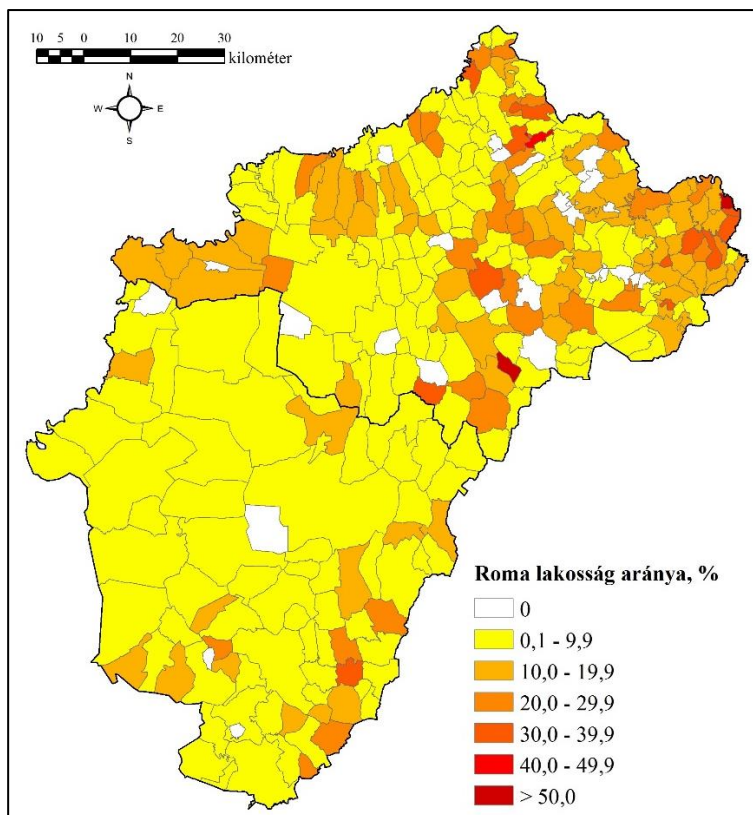 10 5 0 10 20 30
kilométer
N
W E
S
Roma lakosság aránya, %
0
0,1 - 9,9
10,0 - 19,9
20,0 - 29,9
30,0 - 39,9
40,0 - 49,9
> 50,0